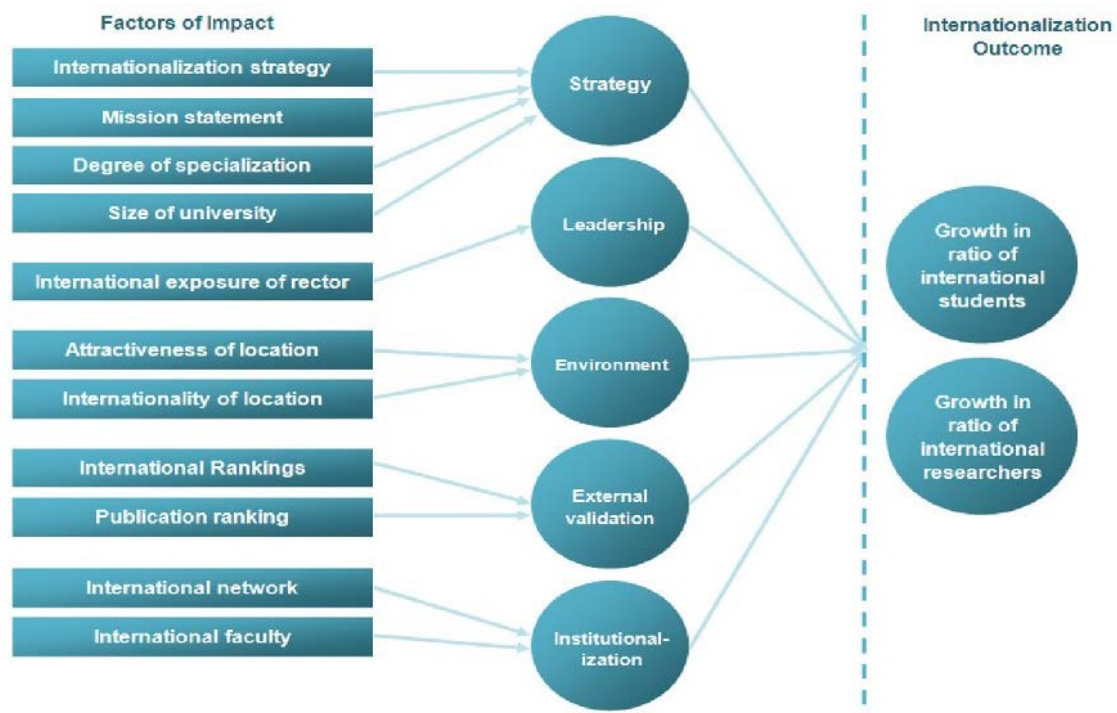 Factors of Impact
Internationalization strategy
Mission statement
Degree of specialization
Size of university
International exposure of rector
Attractiveness of location
Internationality of location
International Rankings
Publication ranking
International network
International faculty
Strategy
Leadership
Environment
External
validation
Institutional-
ization
Internationalization
Outcome
Growth in
ratio of
international
students
Growth in
ratio of
international
researchers